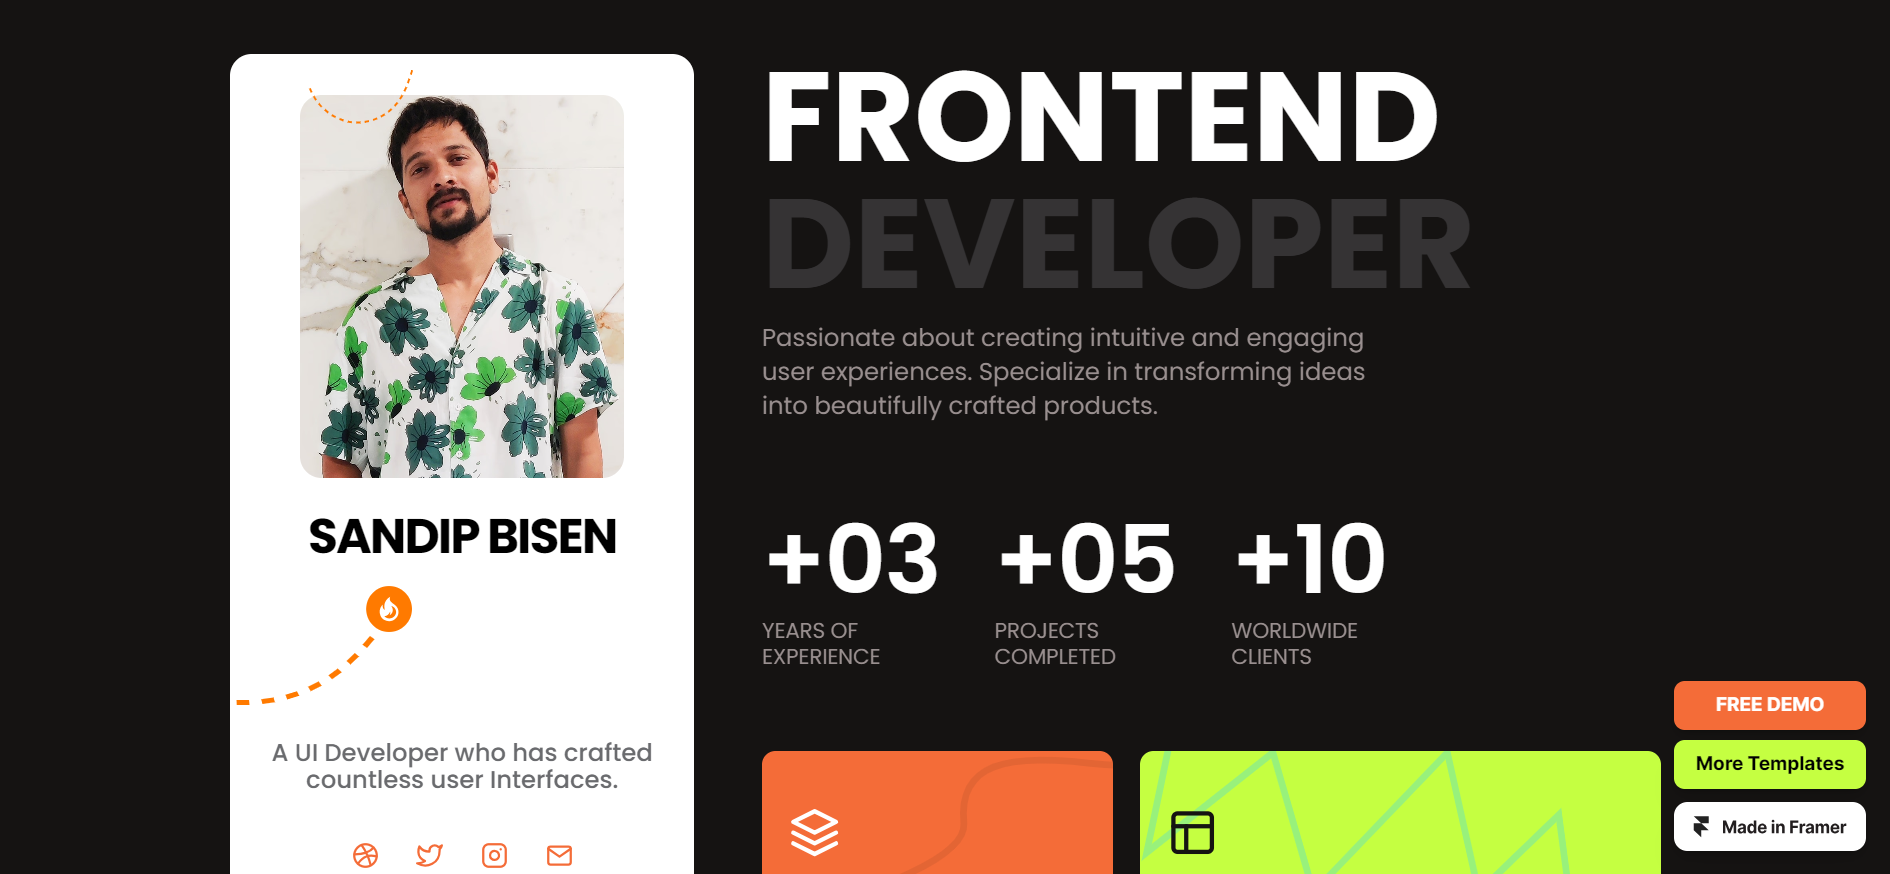 SANDIP BISEN
A UI Developer who has crafted
countless user Interfaces.
FRONTEND
DEVELOPER
Passionate about creating intuitive and engaging
user experiences. Specialize in transforming ideas
into beautifully crafted products.
+03
YEARS OF
EXPERIENCE
+05
PROJECTS
COMPLETED
+10
WORLDWIDE
CLIENTS
FREE DEMO
More Templates
Made in Framer